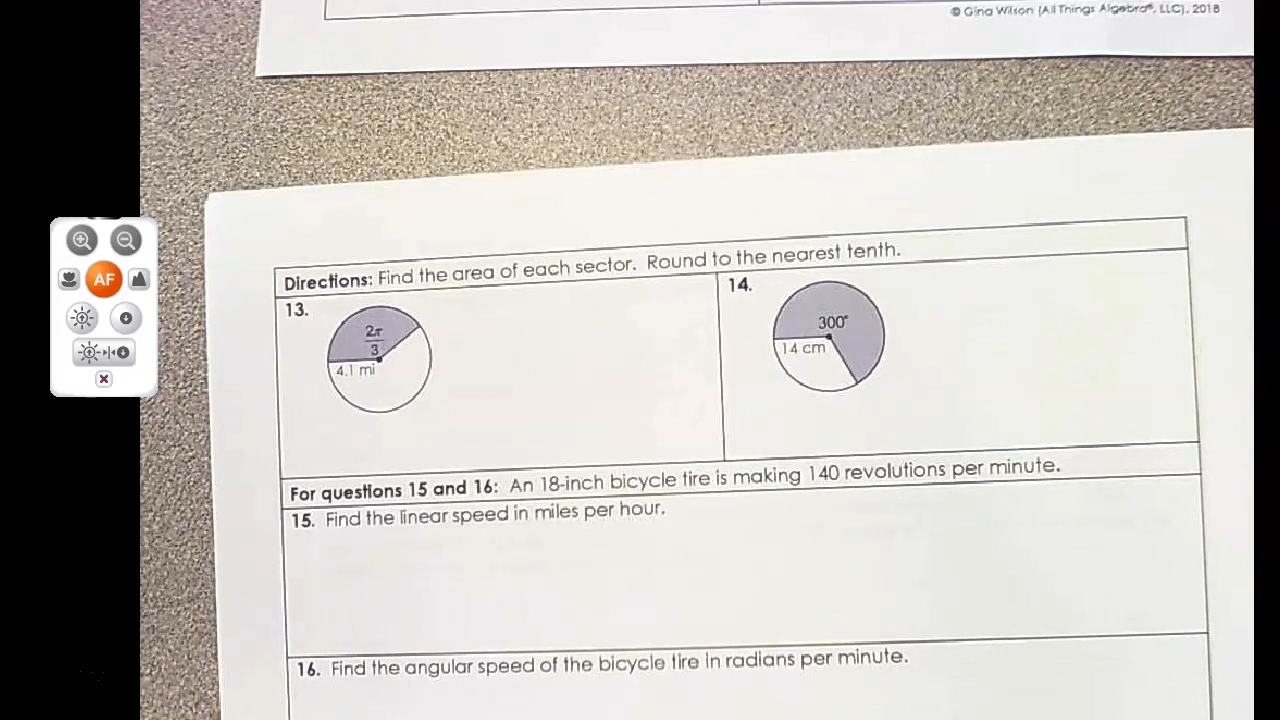 © Gina Wilson (All Things Algebra®, LLC), 2018
Directions: Find the area of each sector. Round to the nearest tenth.
13.
2π
3
4.1 mi
14.
300°
14 cm
For questions 15 and 16: An 18-inch bicycle tire is making 140 revolutions per minute.
15. Find the linear speed in miles per hour.
16. Find the angular speed of the bicycle tire in radians per minute.
AF